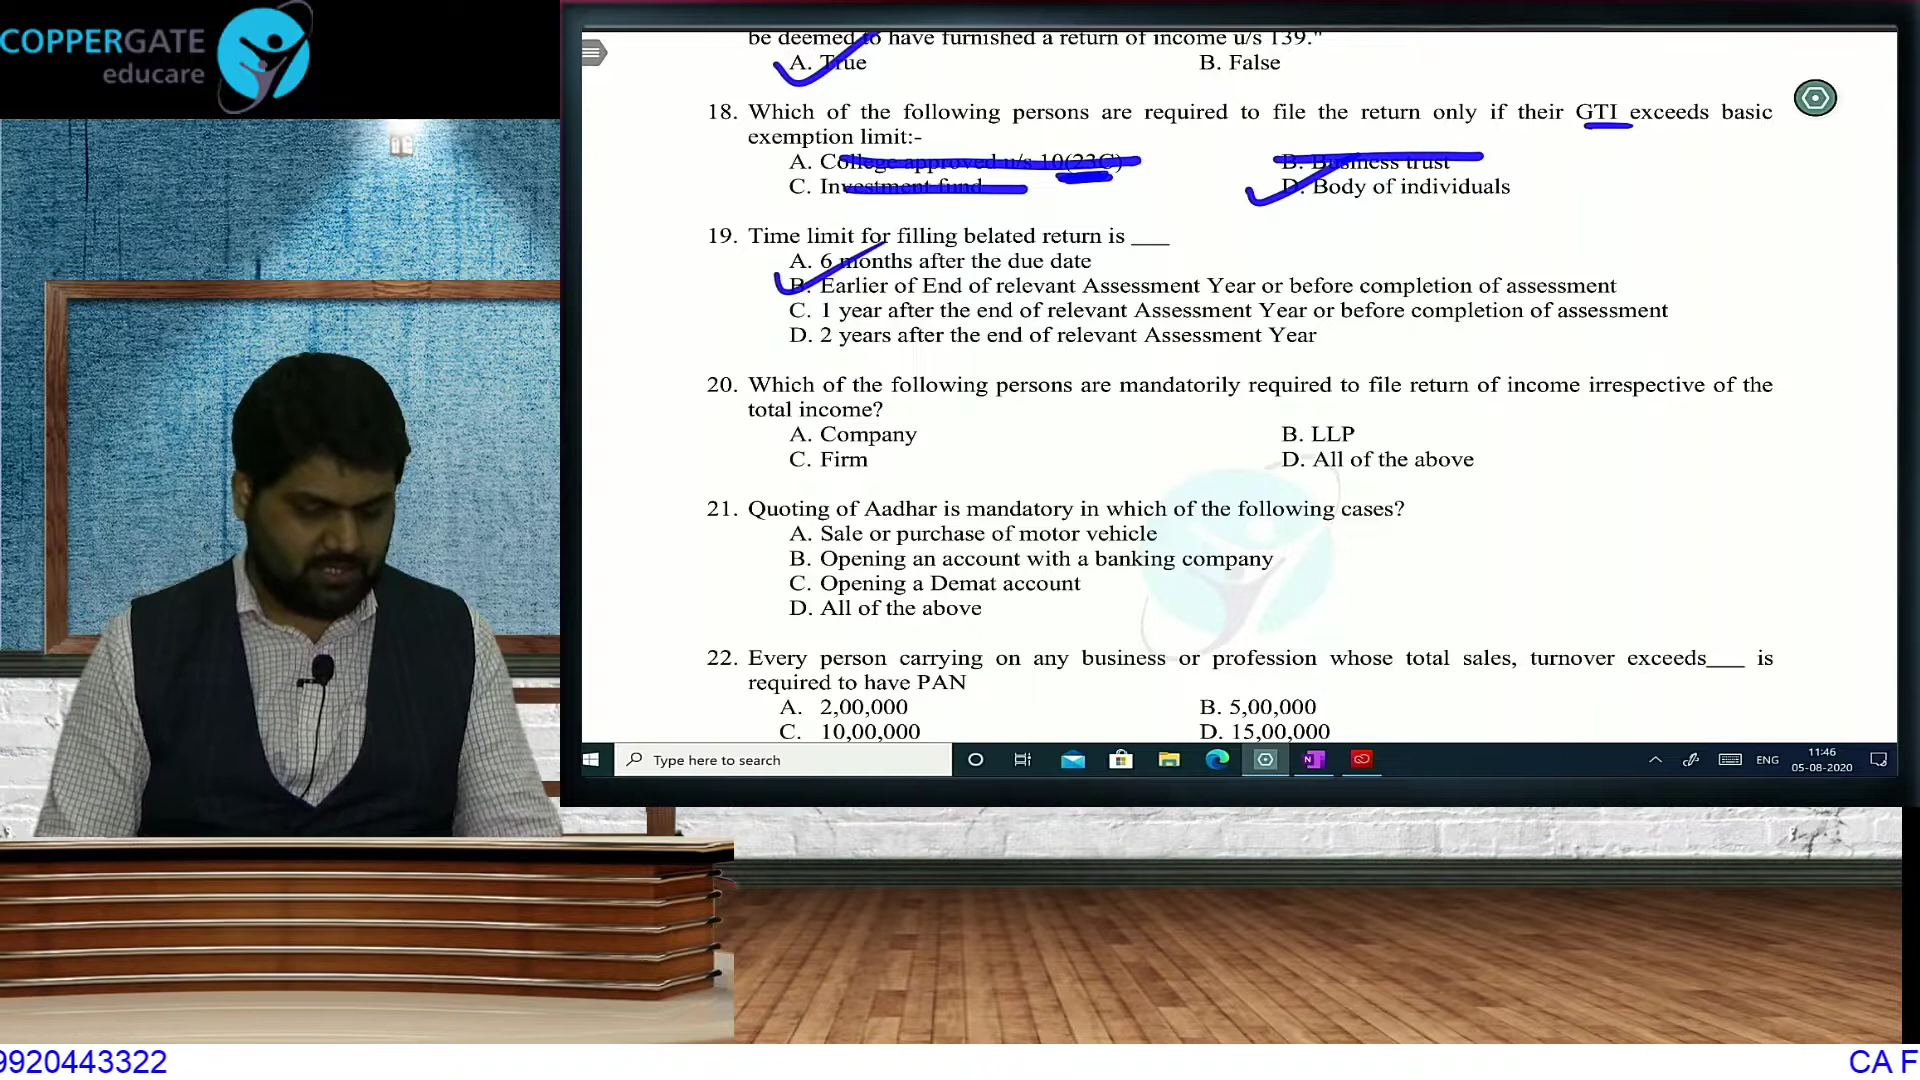 COPPERGATE
educare
be deemed to have furnished a return of income u/s 139."
A. True B. False
18. Which of the following persons are required to file the return only if their GTI exceeds basic
exemption limit:-
A. College approved u/s 10(23C) B. Business trust
C. Investment fund D. Body of individuals
19. Time limit for filling belated return is ___
A. 6 months after the due date
B. Earlier of End of relevant Assessment Year or before completion of assessment
C. 1 year after the end of relevant Assessment Year or before completion of assessment
D. 2 years after the end of relevant Assessment Year
20. Which of the following persons are mandatorily required to file return of income irrespective of the
total income?
A. Company B. LLP
C. Firm D. All of the above
21. Quoting of Aadhar is mandatory in which of the following cases?
A. Sale or purchase of motor vehicle
B. Opening an account with a banking company
C. Opening a Demat account
D. All of the above
22. Every person carrying on any business or profession whose total sales, turnover exceeds___ is
required to have PAN
A. 2,00,000 B. 5,00,000
C. 10,00,000 D. 15,00,000
Type here to search
ENG
11:46
05-08-2020
9920443322
CA F